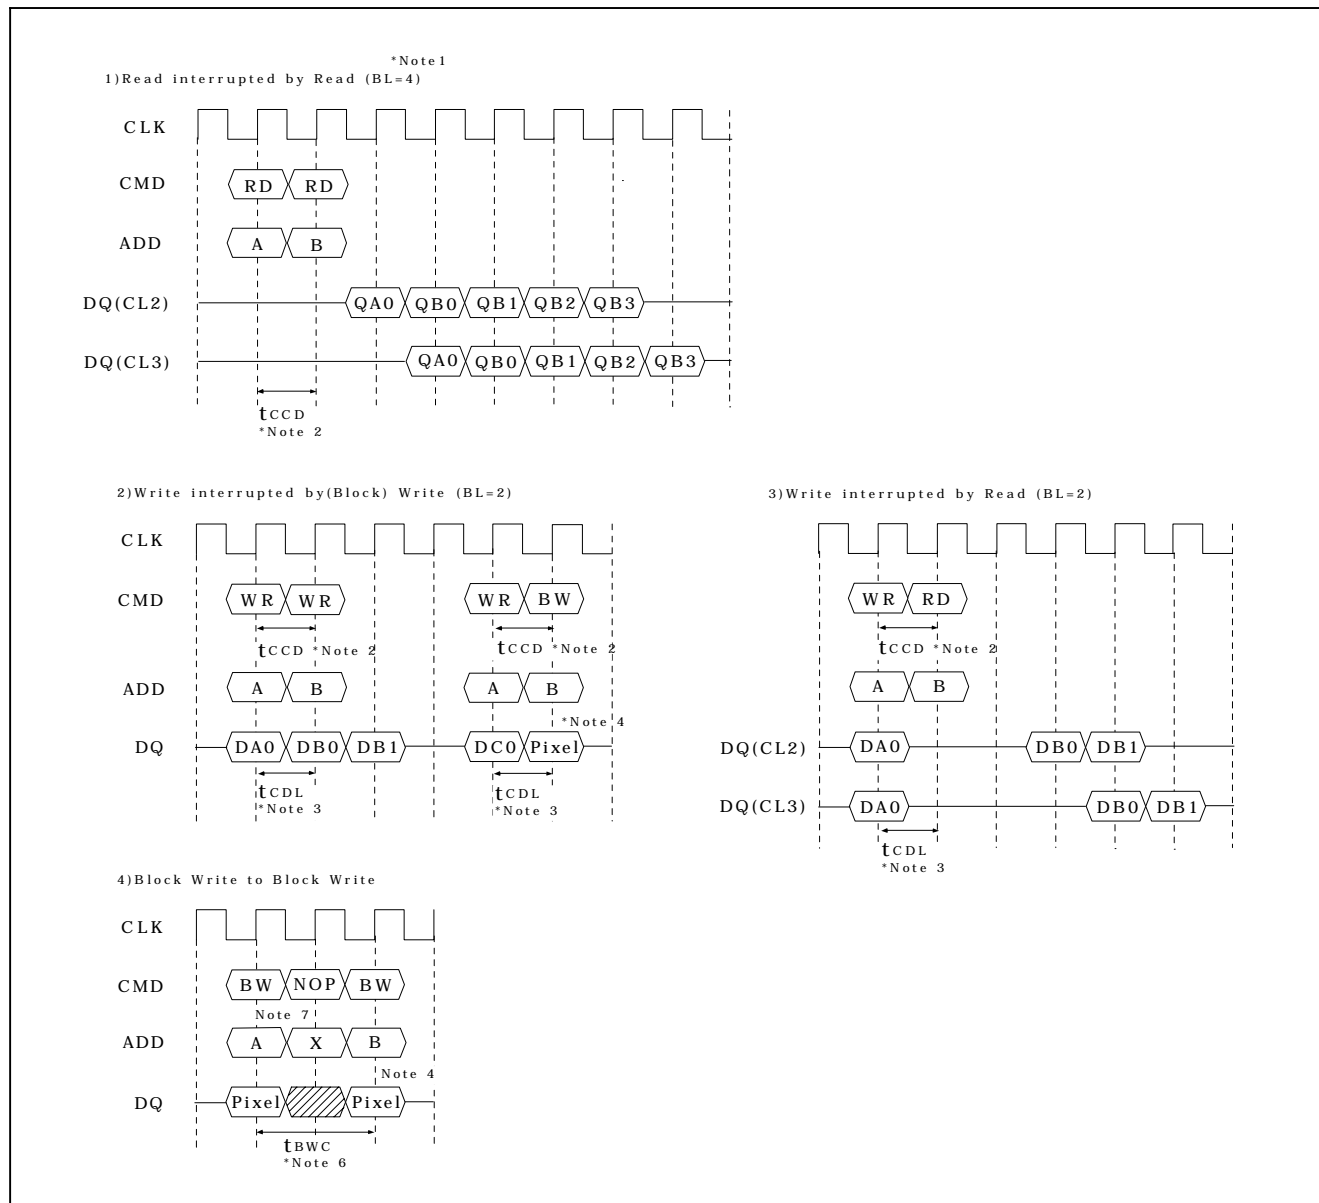 *Note1
1)Read interrupted by Read (BL=4)
CLK
CMD RD RD
ADD A B
DQ(CL2) QA0 QB0 QB1 QB2 QB3
DQ(CL3) QA0 QB0 QB1 QB2 QB3
tCCD
*Note 2
2)Write interrupted by(Block) Write (BL=2)
CLK
CMD WR WR WR BW
tCCD *Note 2 tCCD *Note 2
ADD A B A B
*Note 4
DQ DA0 DB0 DB1 DC0 Pixel
tCDL tCDL
*Note 3 *Note 3
3)Write interrupted by Read (BL=2)
CLK
CMD WR RD
tCCD *Note 2
ADD A B
DQ(CL2) DA0 DB0 DB1
DQ(CL3) DA0 DB0 DB1
tCDL
*Note 3
4)Block Write to Block Write
CLK
CMD BW NOP BW
Note 7
ADD A X B
Note 4
DQ Pixel Pixel
tBWC
*Note 6